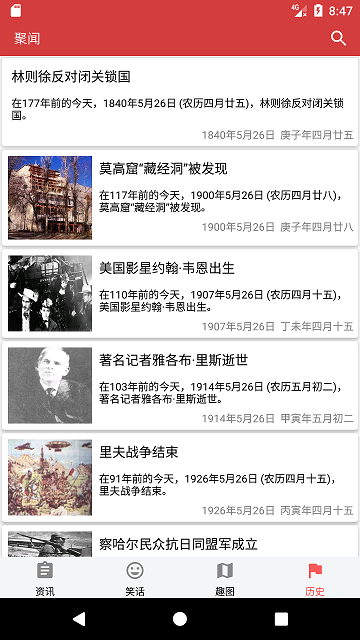 4G 8:47
聚闻
林则徐反对闭关锁国
在177年前的今天，1840年5月26日 (农历四月廿五)，林则徐反对闭关锁
国。
1840年5月26日 庚子年四月廿五
莫高窟“藏经洞”被发现
在117年前的今天，1900年5月26日 (农历四月廿八)，
莫高窟“藏经洞”被发现。
1900年5月26日 庚子年四月廿八
美国影星约翰·韦恩出生
在110年前的今天，1907年5月26日 (农历四月十五)，
美国影星约翰·韦恩出生。
1907年5月26日 丁未年四月十五
著名记者雅各布·里斯逝世
在103年前的今天，1914年5月26日 (农历五月初二)，
著名记者雅各布·里斯逝世。
1914年5月26日 甲寅年五月初二
里夫战争结束
在91年前的今天，1926年5月26日 (农历四月十五)，
里夫战争结束。
1926年5月26日 丙寅年四月十五
察哈尔民众抗日同盟军成立
资讯 笑话 趣图 历史